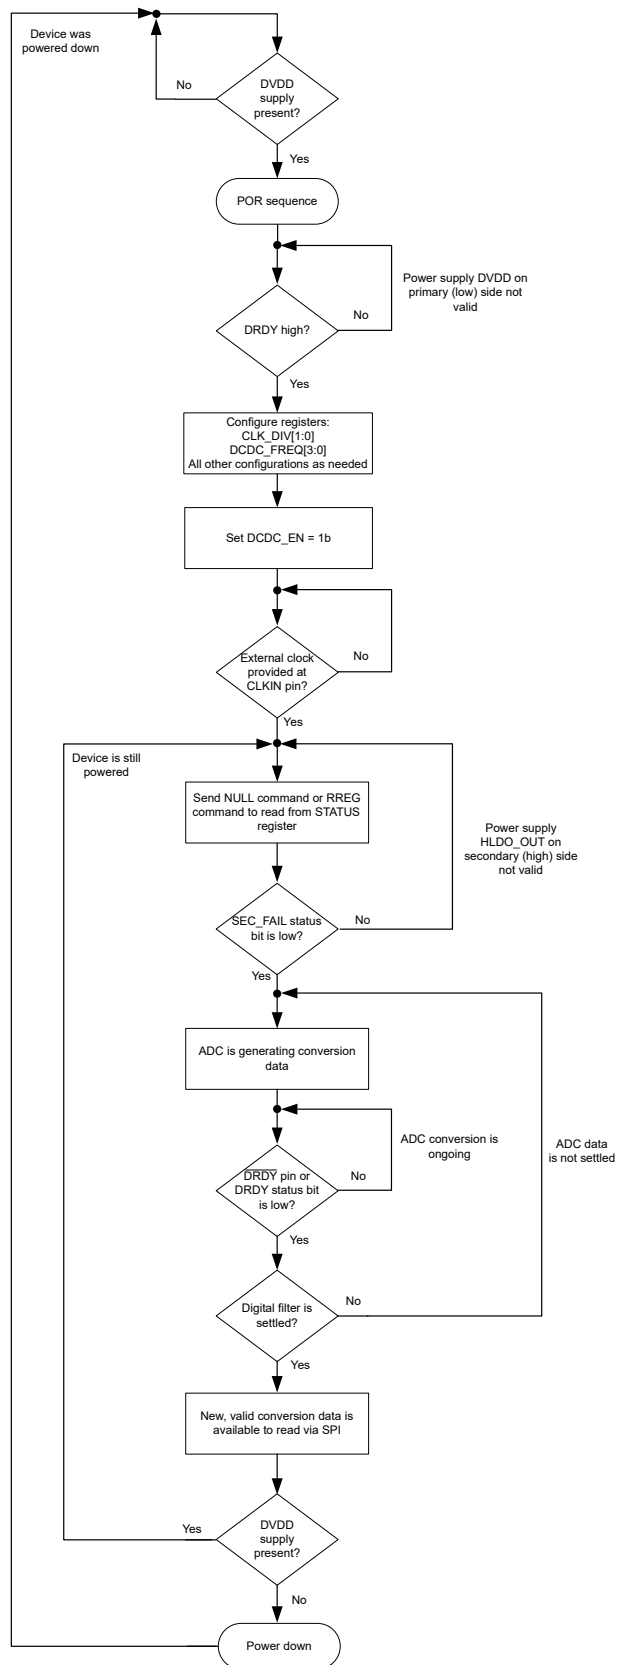 Device was
powered down
No
DVDD
supply
present?
Yes
POR sequence
Power supply DVDD on
primary (low) side not
valid
No
DRDY high?
Yes
Configure registers:
CLK_DIV[1:0]
DCDC_FREQ[3:0]
All other configurations as needed
Set DCDC_EN = 1b
External clock
provided at
CLKIN pin?
No
Yes
Device is still
powered
Send NULL command or RREG
command to read from STATUS
register
Power supply
HLDO_OUT on
secondary (high) side
not valid
SEC_FAIL status
bit is low?
No
Yes
ADC is generating conversion
data
ADC conversion is
ongoing
ADC data
is not settled
DRDY pin or
DRDY status bit
is low?
No
Yes
Digital filter is
settled?
No
Yes
New, valid conversion data is
available to read via SPI
Yes
DVDD
supply
present?
No
Power down